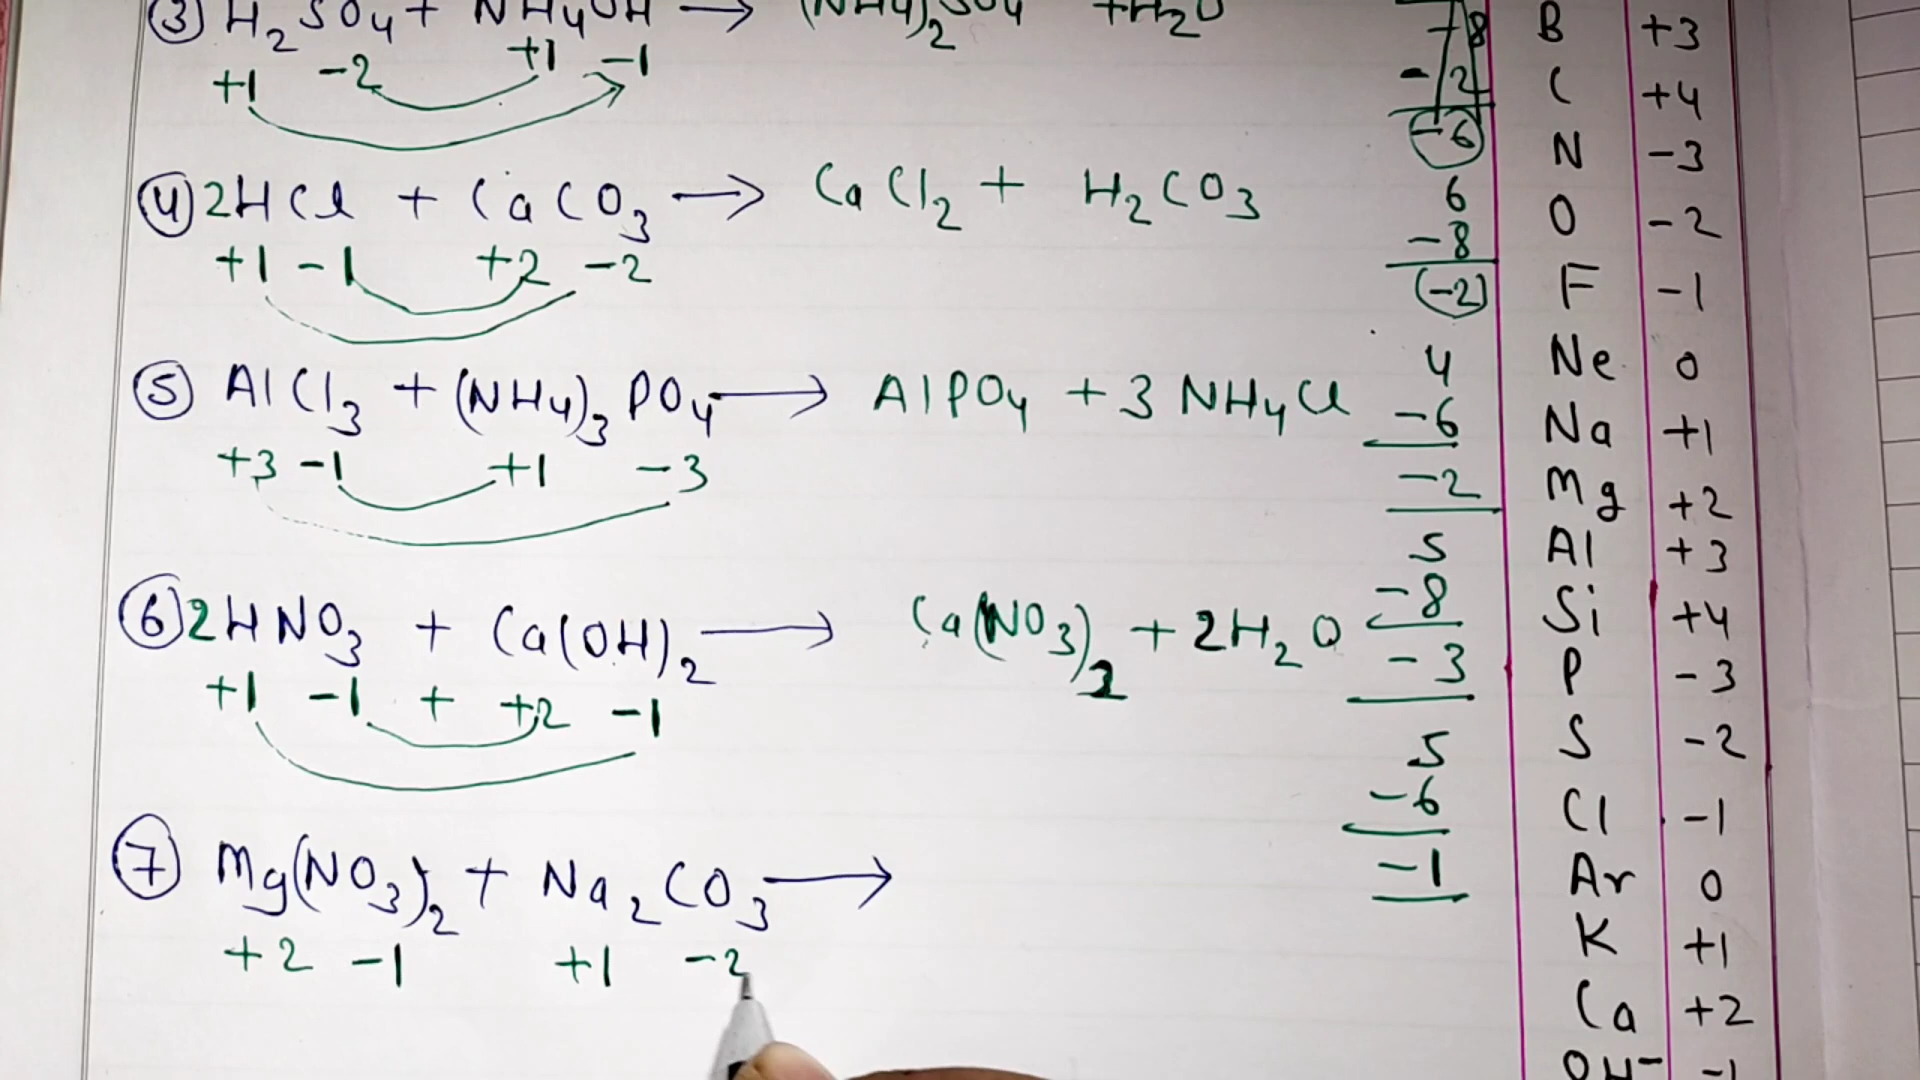 ③ H₂SO₄ + NH₄OH → (NH₄)₂SO₄ + H₂O
+1 -2 +1 -1
④ 2HCl + CaCO₃ → CaCl₂ + H₂CO₃
+1 -1 +2 -2
⑤ AlCl₃ + (NH₄)₃PO₄ → AlPO₄ + 3NH₄Cl
+3 -1 +1 -3
⑥ 2HNO₃ + Ca(OH)₂ → Ca(NO₃)₂ + 2H₂O
+1 -1 + +2 -1
⑦ Mg(NO₃)₂ + Na₂CO₃ →
+2 -1 +1 -2
-2
-6
6
-8
-2
4
-6
-2
5
-8
-3
5
-6
-1
B +3
C +4
N -3
O -2
F -1
Ne 0
Na +1
Mg +2
Al +3
Si +4
P -3
S -2
Cl -1
Ar 0
K +1
Ca +2
OH⁻ -1